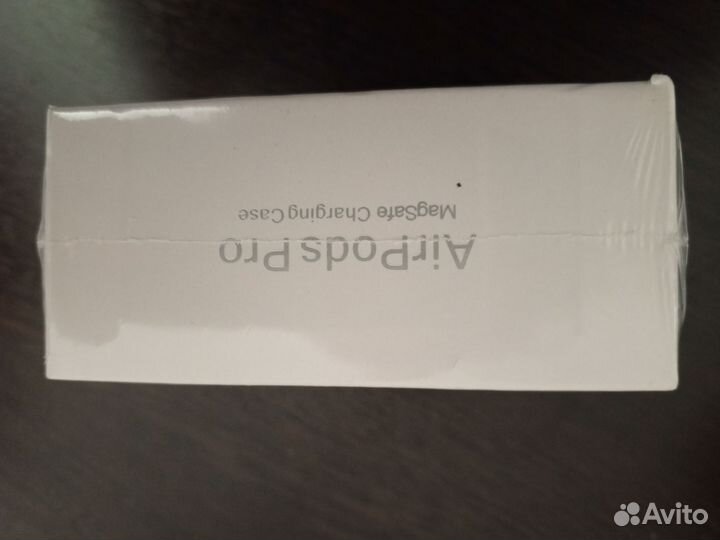 AirPods Pro
MagSafe Charging Case
Avito